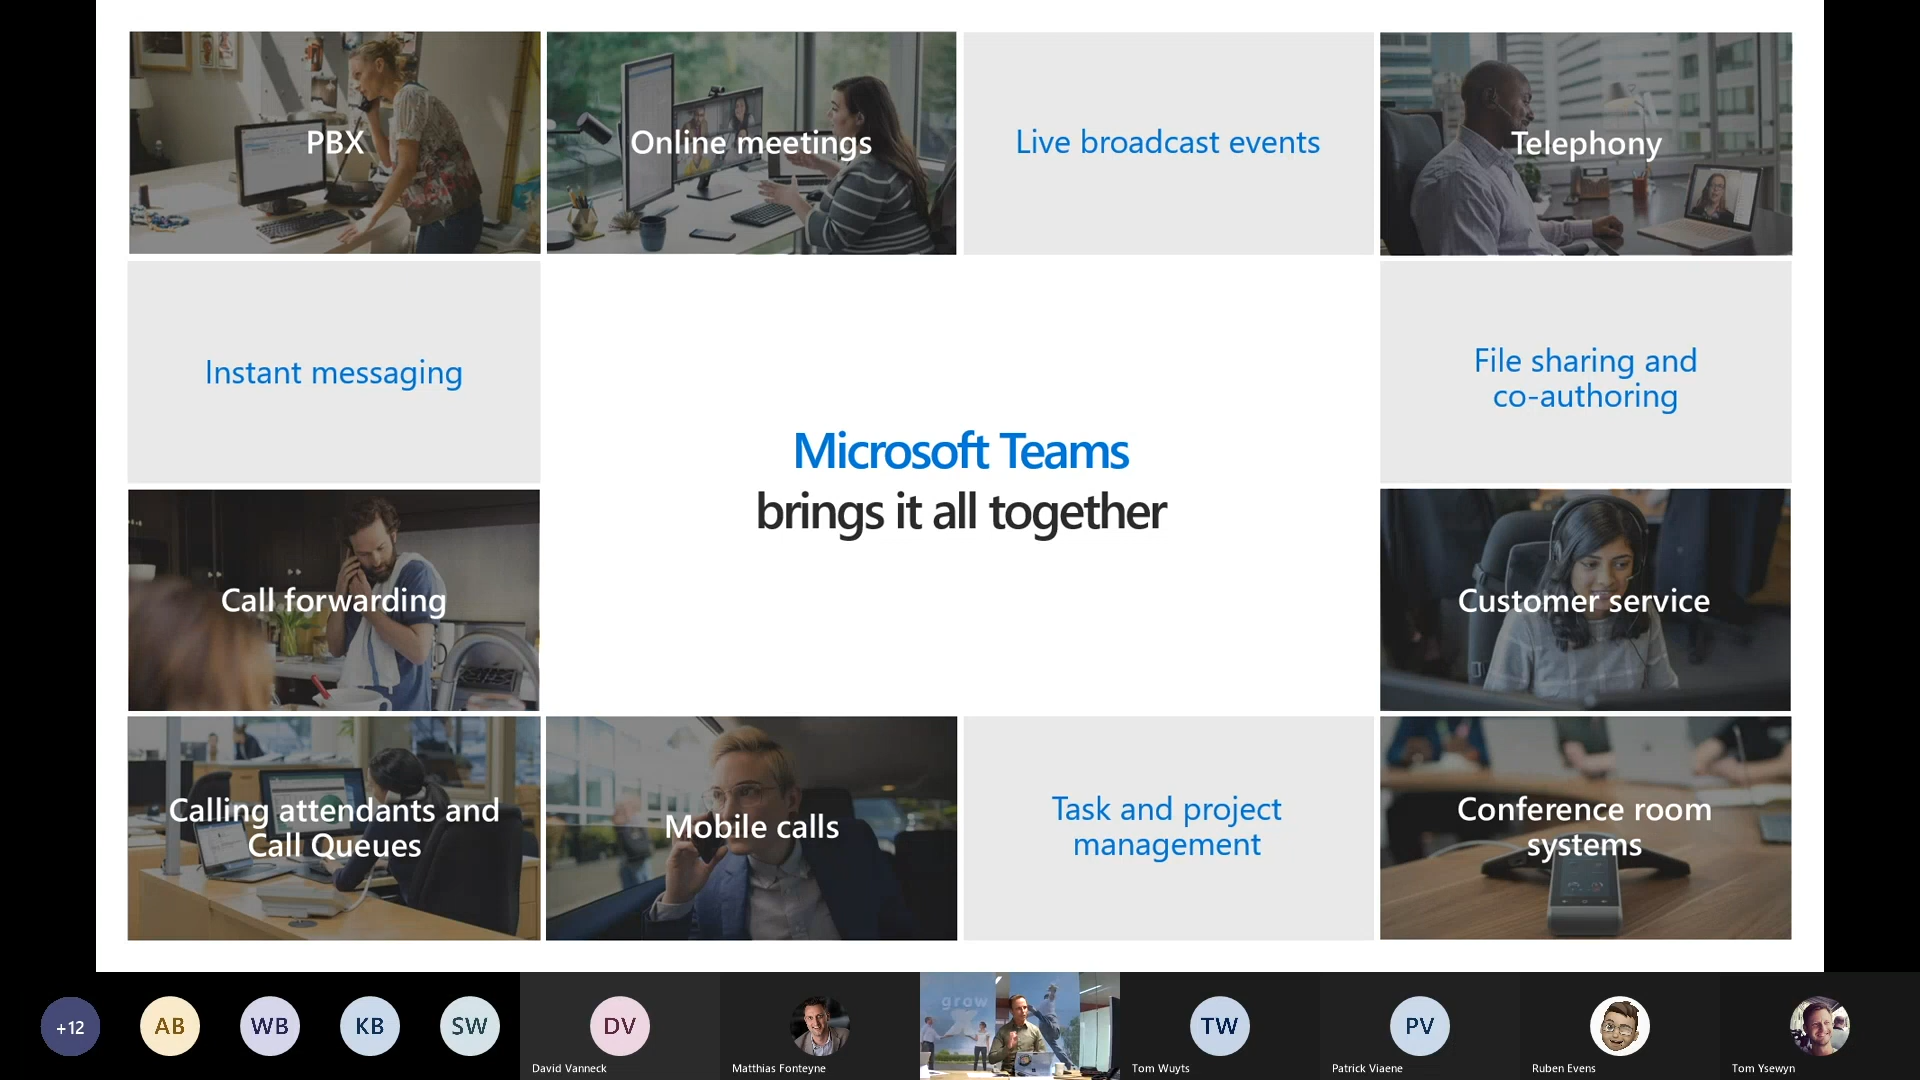 PBX
Online meetings
Live broadcast events
Telephony
Instant messaging
File sharing and
co-authoring
Microsoft Teams
brings it all together
Call forwarding
Customer service
Calling attendants and
Call Queues
Mobile calls
Task and project
management
Conference room
systems
+12
AB
WB
KB
SW
DV
David Vanneck
Matthias Fonteyne
grow
TW
Tom Wuyts
PV
Patrick Viaene
Ruben Evens
Tom Ysewyn